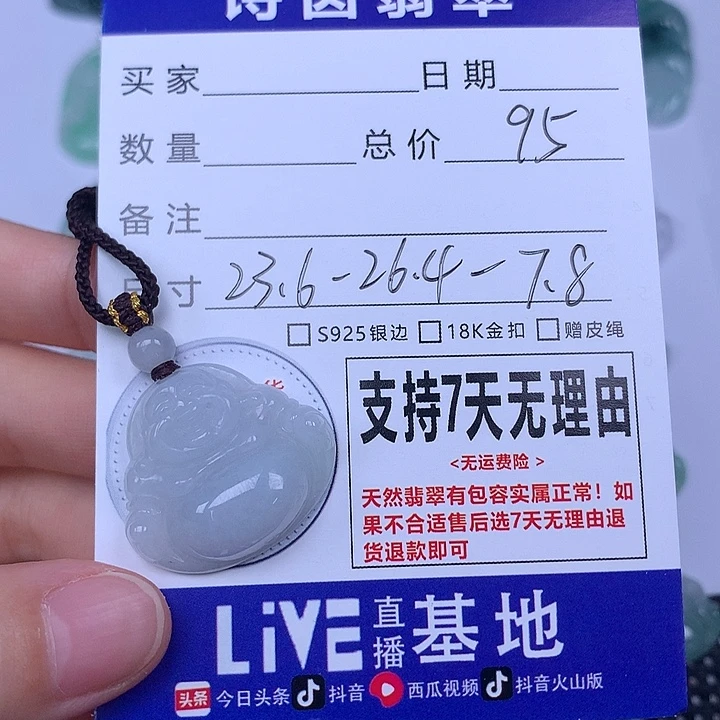 诗茵翡翠
买家 日期
数量 总价 95
备注
尺寸 23.6-26.4-7.8
S925银边 18K金扣 赠皮绳
支持7天无理由
<无运费险 >
天然翡翠有包容实属正常！如
果不合适售后选7天无理由退
货退款即可
LiVE 直播 基地
头条 今日头条 抖音 西瓜视频 抖音火山版